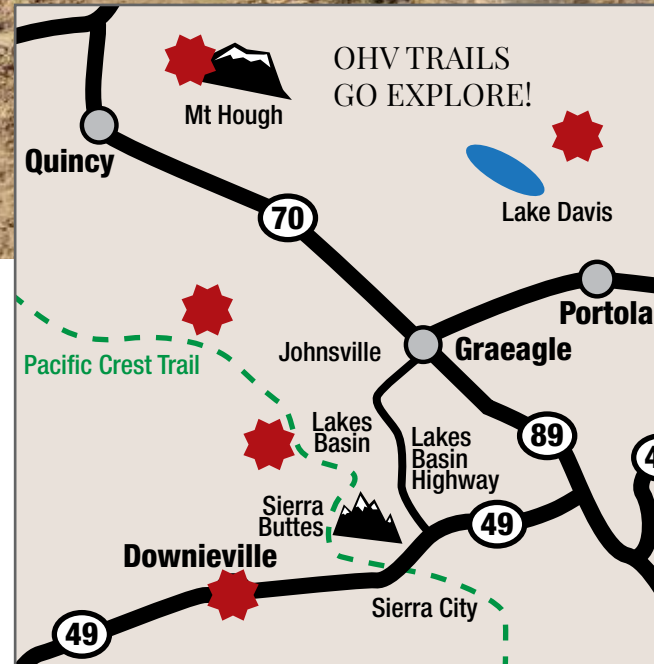 OHV TRAILS
GO EXPLORE!
Mt Hough
Quincy
Lake Davis
70
Portola
Johnsville
Graeagle
Pacific Crest Trail
Lakes
Basin
Lakes
Basin
Highway
89
4
Sierra
Buttes
49
Downieville
Sierra City
49